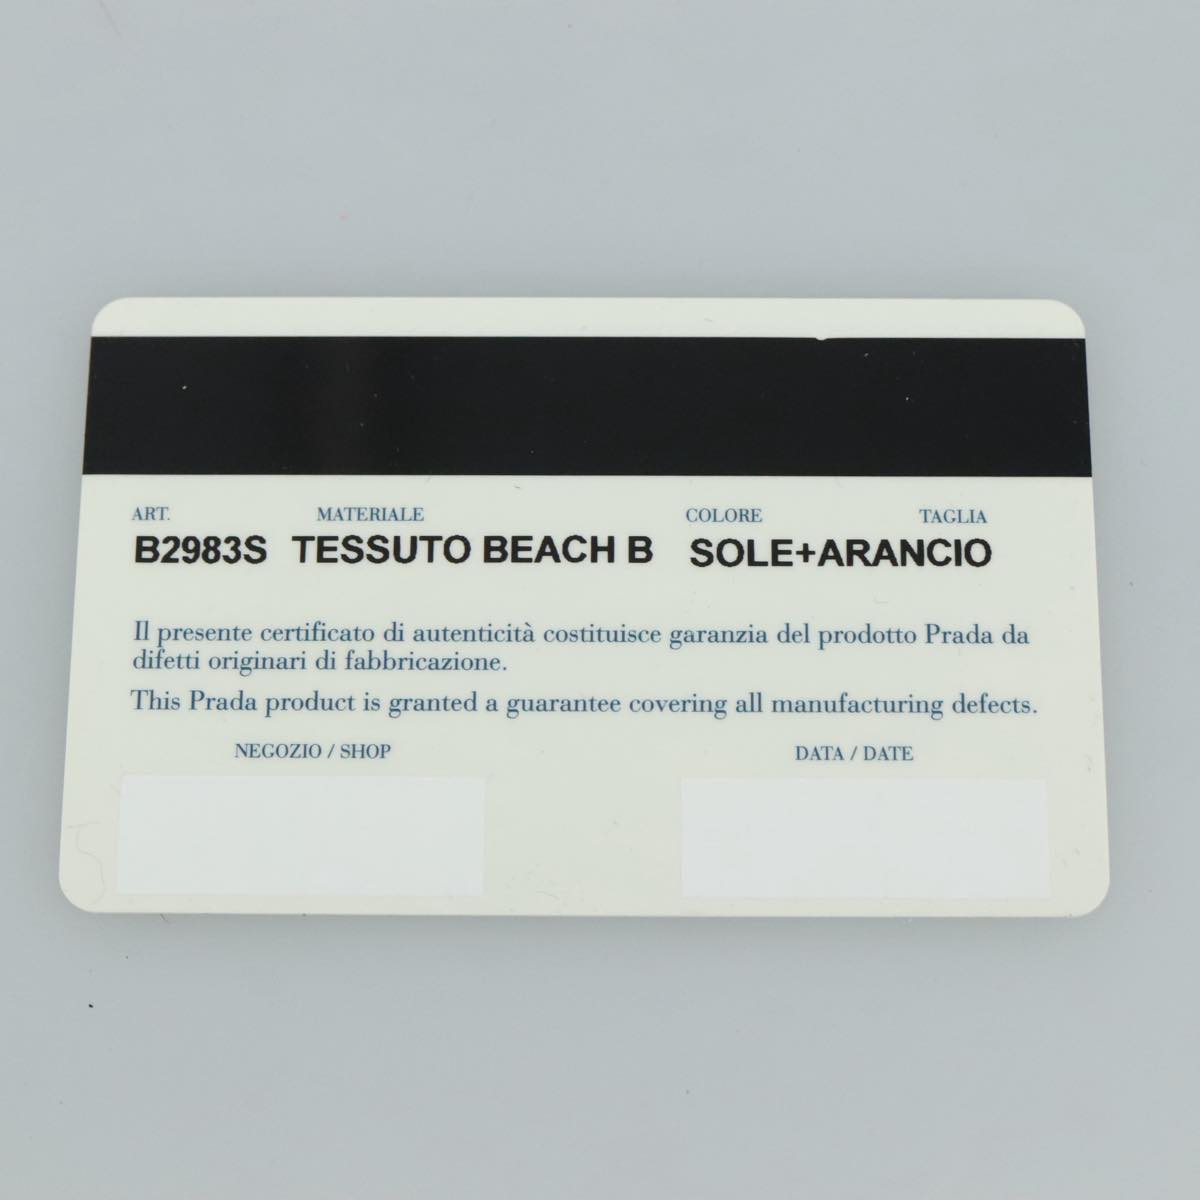 ART. MATERIALE COLORE TAGLIA
B2983S TESSUTO BEACH B SOLE+ARANCIO
Il presente certificato di autenticità costituisce garanzia del prodotto Prada da
difetti originari di fabbricazione.
This Prada product is granted a guarantee covering all manufacturing defects.
NEGOZIO / SHOP DATA / DATE